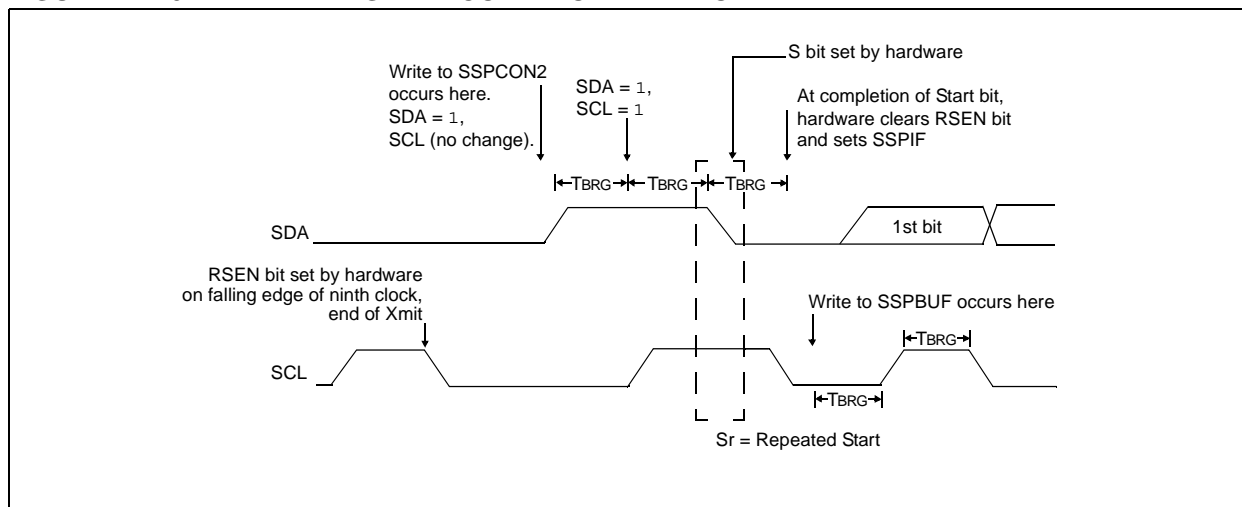 S bit set by hardware
Write to SSPCON2
occurs here.
SDA = 1,
SCL (no change).
SDA = 1,
SCL = 1
At completion of Start bit,
hardware clears RSEN bit
and sets SSPIF
TBRG
TBRG
TBRG
SDA
1st bit
RSEN bit set by hardware
on falling edge of ninth clock,
end of Xmit
Write to SSPBUF occurs here
TBRG
SCL
TBRG
Sr = Repeated Start